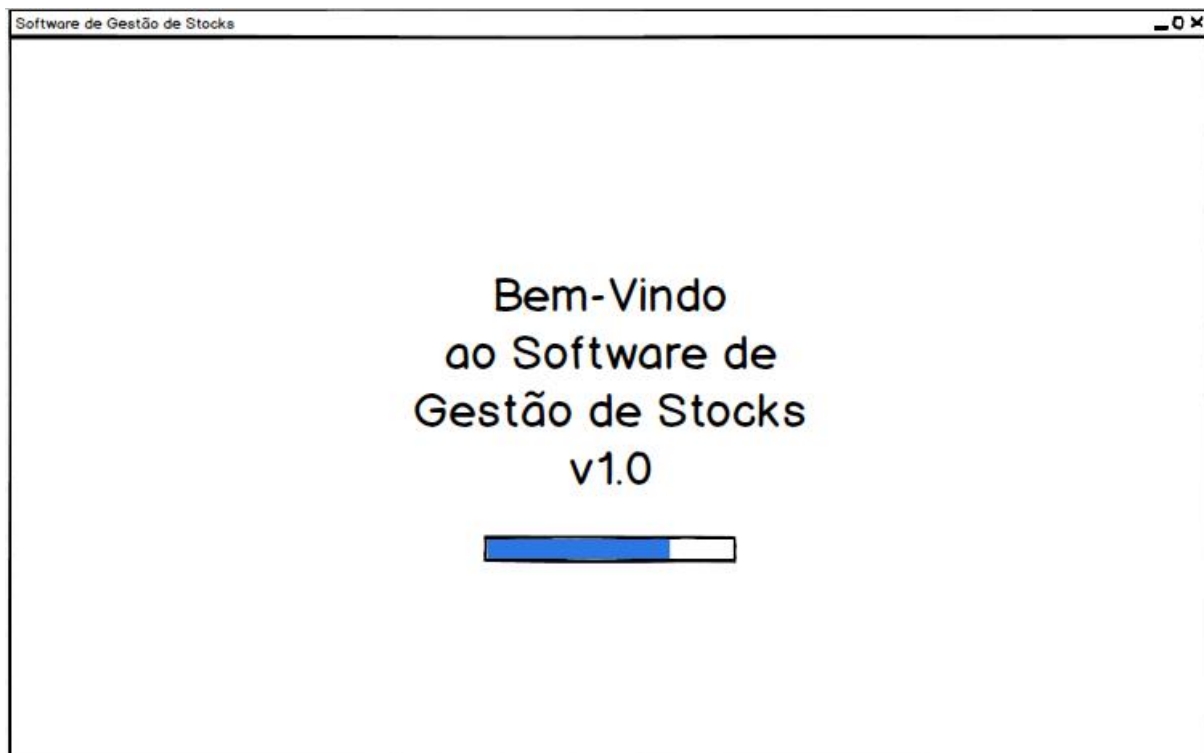 Software de Gestão de Stocks
Bem-Vindo
ao Software de
Gestão de Stocks
v1.0